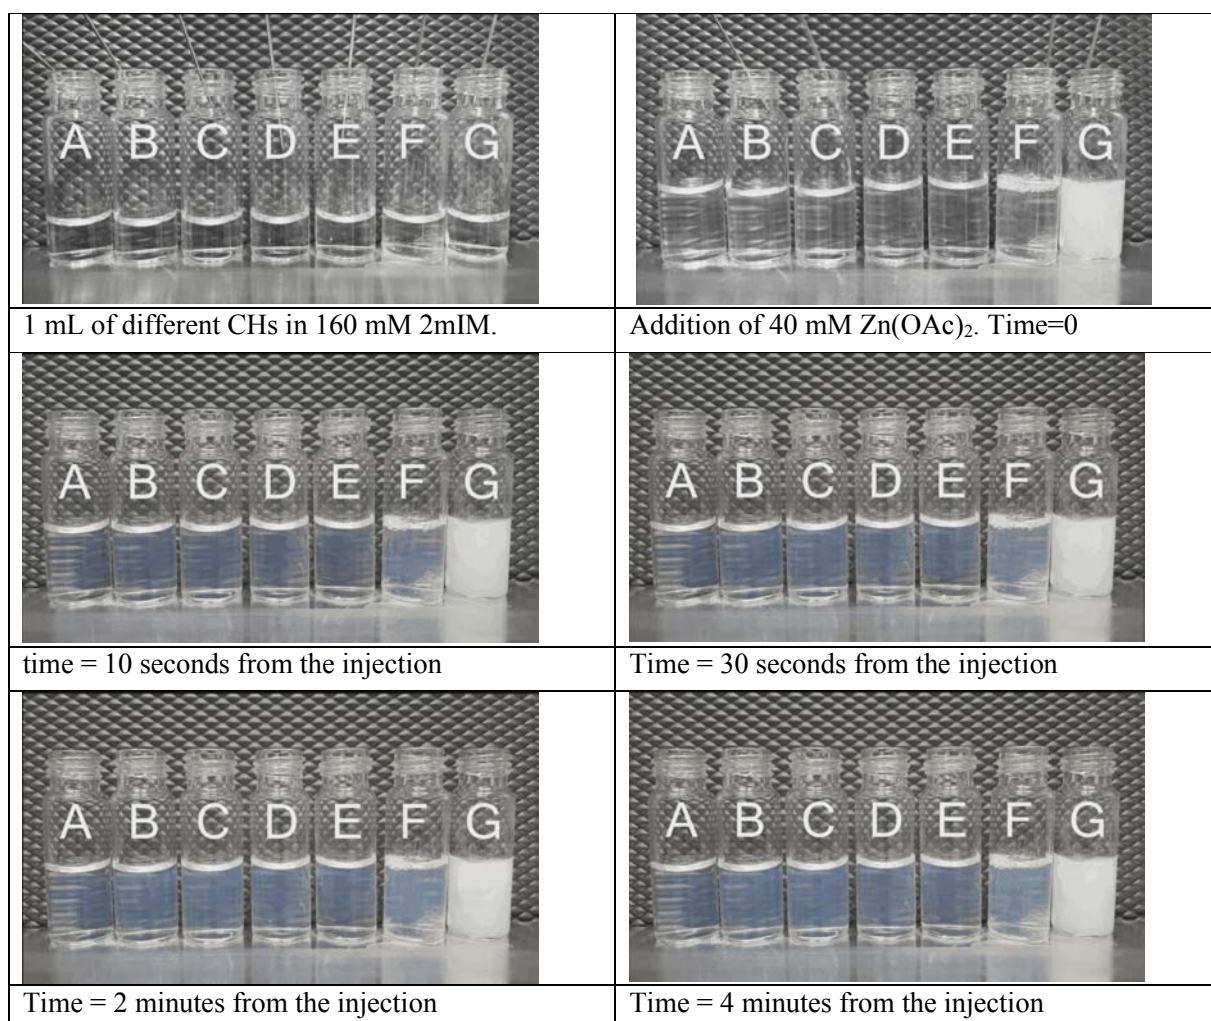 A B C D E F G
A B C D E F G
1 mL of different CHs in 160 mM 2mIM.
Addition of 40 mM Zn(OAc)₂. Time=0
A B C D E F G
A B C D E F G
time = 10 seconds from the injection
Time = 30 seconds from the injection
A B C D E F G
A B C D E F G
Time = 2 minutes from the injection
Time = 4 minutes from the injection